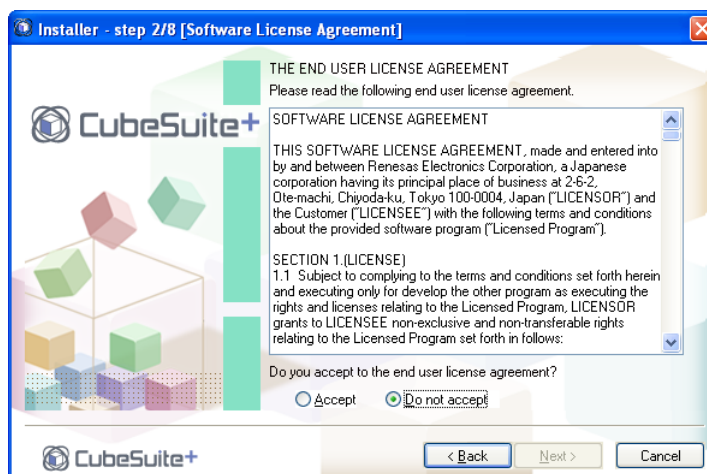 Installer - step 2/8 [Software License Agreement]
THE END USER LICENSE AGREEMENT
Please read the following end user license agreement.
CubeSuite+
SOFTWARE LICENSE AGREEMENT
THIS SOFTWARE LICENSE AGREEMENT, made and entered into
by and between Renesas Electronics Corporation, a Japanese
corporation having its principal place of business at 2-6-2,
Ote-machi, Chiyoda-ku, Tokyo 100-0004, Japan ("LICENSOR") and
the Customer ("LICENSEE") with the following terms and conditions
about the provided software program ("Licensed Program").
SECTION 1.(LICENSE)
1.1 Subject to complying to the terms and conditions set forth herein
and executing only for develop the other program as executing the
rights and licenses relating to the Licensed Program, LICENSOR
grants to LICENSEE non-exclusive and non-transferable rights
relating to the Licensed Program set forth in follows:
Do you accept to the end user license agreement?
Accept Do not accept
CubeSuite+ < Back Next > Cancel